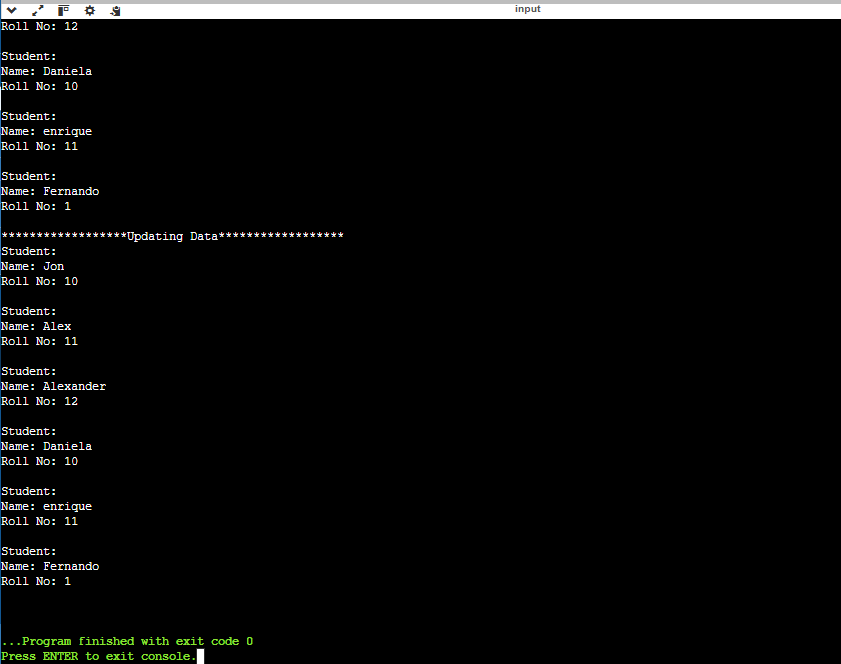 input
Roll No: 12
Student:
Name: Daniela
Roll No: 10
Student:
Name: enrique
Roll No: 11
Student:
Name: Fernando
Roll No: 1
******************Updating Data******************
Student:
Name: Jon
Roll No: 10
Student:
Name: Alex
Roll No: 11
Student:
Name: Alexander
Roll No: 12
Student:
Name: Daniela
Roll No: 10
Student:
Name: enrique
Roll No: 11
Student:
Name: Fernando
Roll No: 1
...Program finished with exit code 0
Press ENTER to exit console.